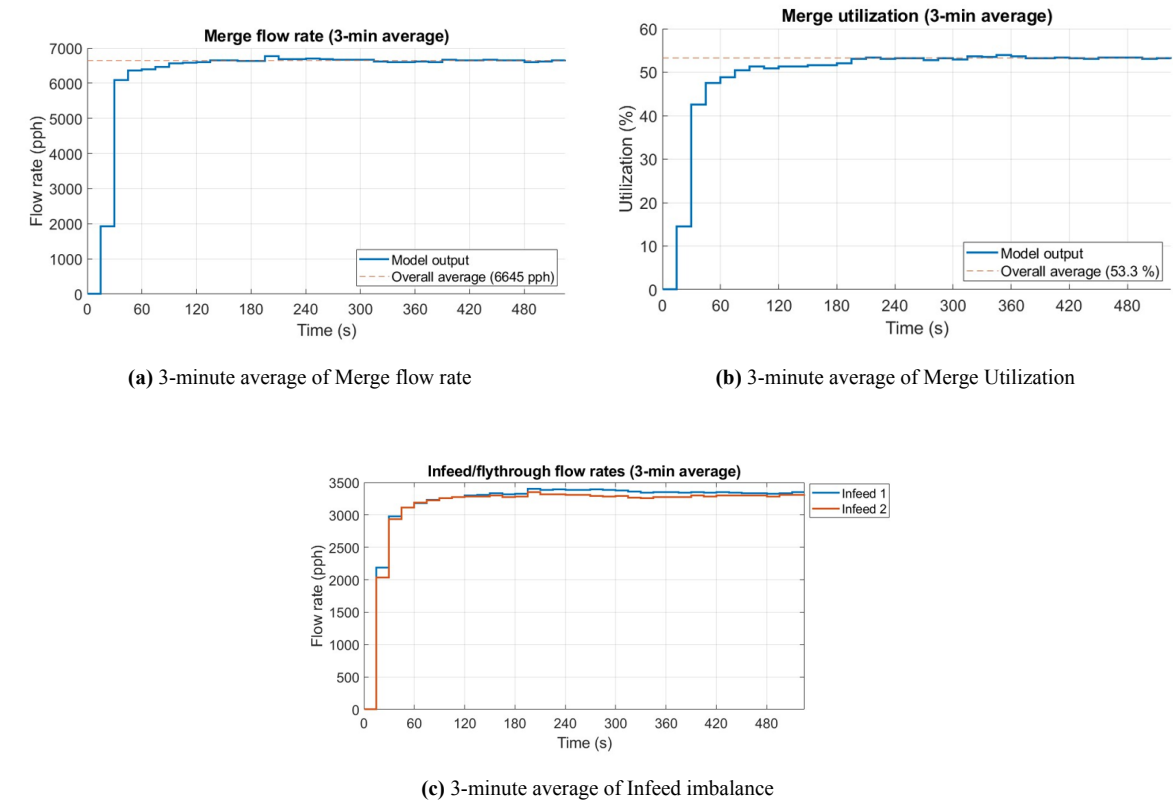 Merge flow rate (3-min average)
7000
6000
5000
4000
3000
2000
1000
0
Flow rate (pph)
0 60 120 180 240 300 360 420 480
Time (s)
Model output
Overall average (6645 pph)
(a) 3-minute average of Merge flow rate
Merge utilization (3-min average)
60
50
40
30
20
10
0
Utilization (%)
0 60 120 180 240 300 360 420 480
Time (s)
Model output
Overall average (53.3 %)
(b) 3-minute average of Merge Utilization
Infeed/flythrough flow rates (3-min average)
3500
3000
2500
2000
1500
1000
500
0
Flow rate (pph)
0 60 120 180 240 300 360 420 480
Time (s)
Infeed 1
Infeed 2
(c) 3-minute average of Infeed imbalance